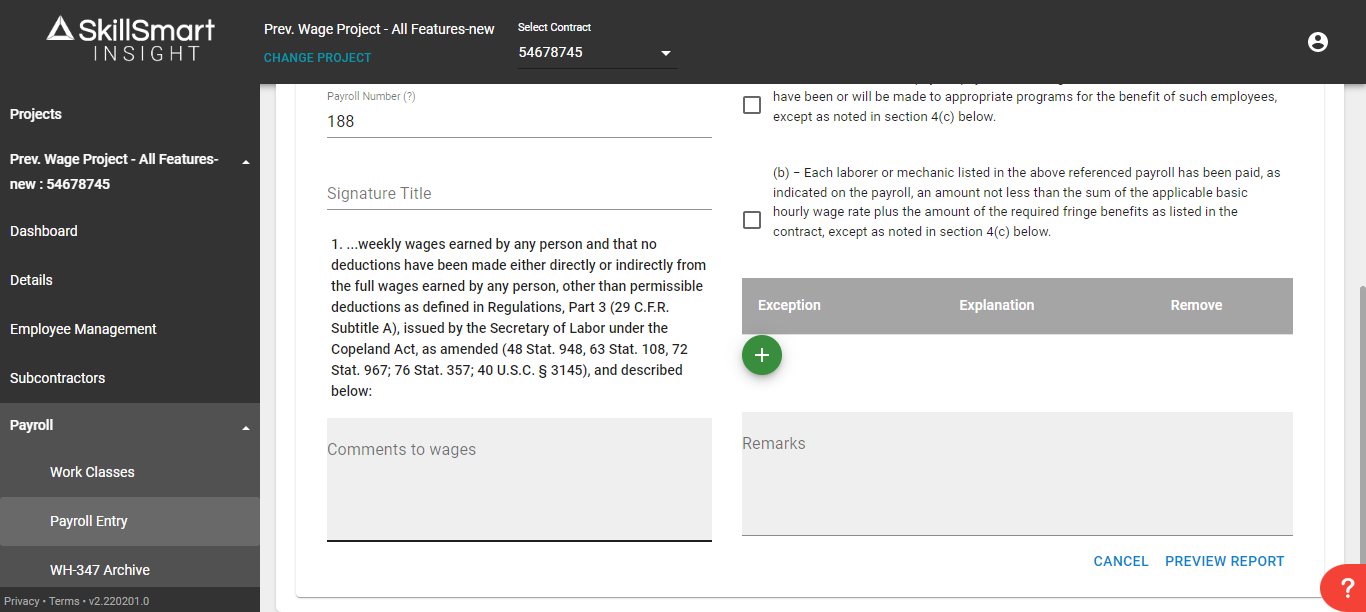 SkillSmart
INSIGHT
Prev. Wage Project - All Features-new
CHANGE PROJECT
Select Contract
54678745
Projects
Prev. Wage Project - All Features-
new : 54678745
Dashboard
Details
Employee Management
Subcontractors
Payroll
Work Classes
Payroll Entry
WH-347 Archive
Privacy • Terms • v2.220201.0
Payroll Number (?)
188
Signature Title
1. ...weekly wages earned by any person and that no
deductions have been made either directly or indirectly from
the full wages earned by any person, other than permissible
deductions as defined in Regulations, Part 3 (29 C.F.R.
Subtitle A), issued by the Secretary of Labor under the
Copeland Act, as amended (48 Stat. 948, 63 Stat. 108, 72
Stat. 967; 76 Stat. 357; 40 U.S.C. § 3145), and described
below:
Comments to wages
have been or will be made to appropriate programs for the benefit of such employees,
except as noted in section 4(c) below.
(b) – Each laborer or mechanic listed in the above referenced payroll has been paid, as
indicated on the payroll, an amount not less than the sum of the applicable basic
hourly wage rate plus the amount of the required fringe benefits as listed in the
contract, except as noted in section 4(c) below.
Exception Explanation Remove
+
Remarks
CANCEL PREVIEW REPORT
?